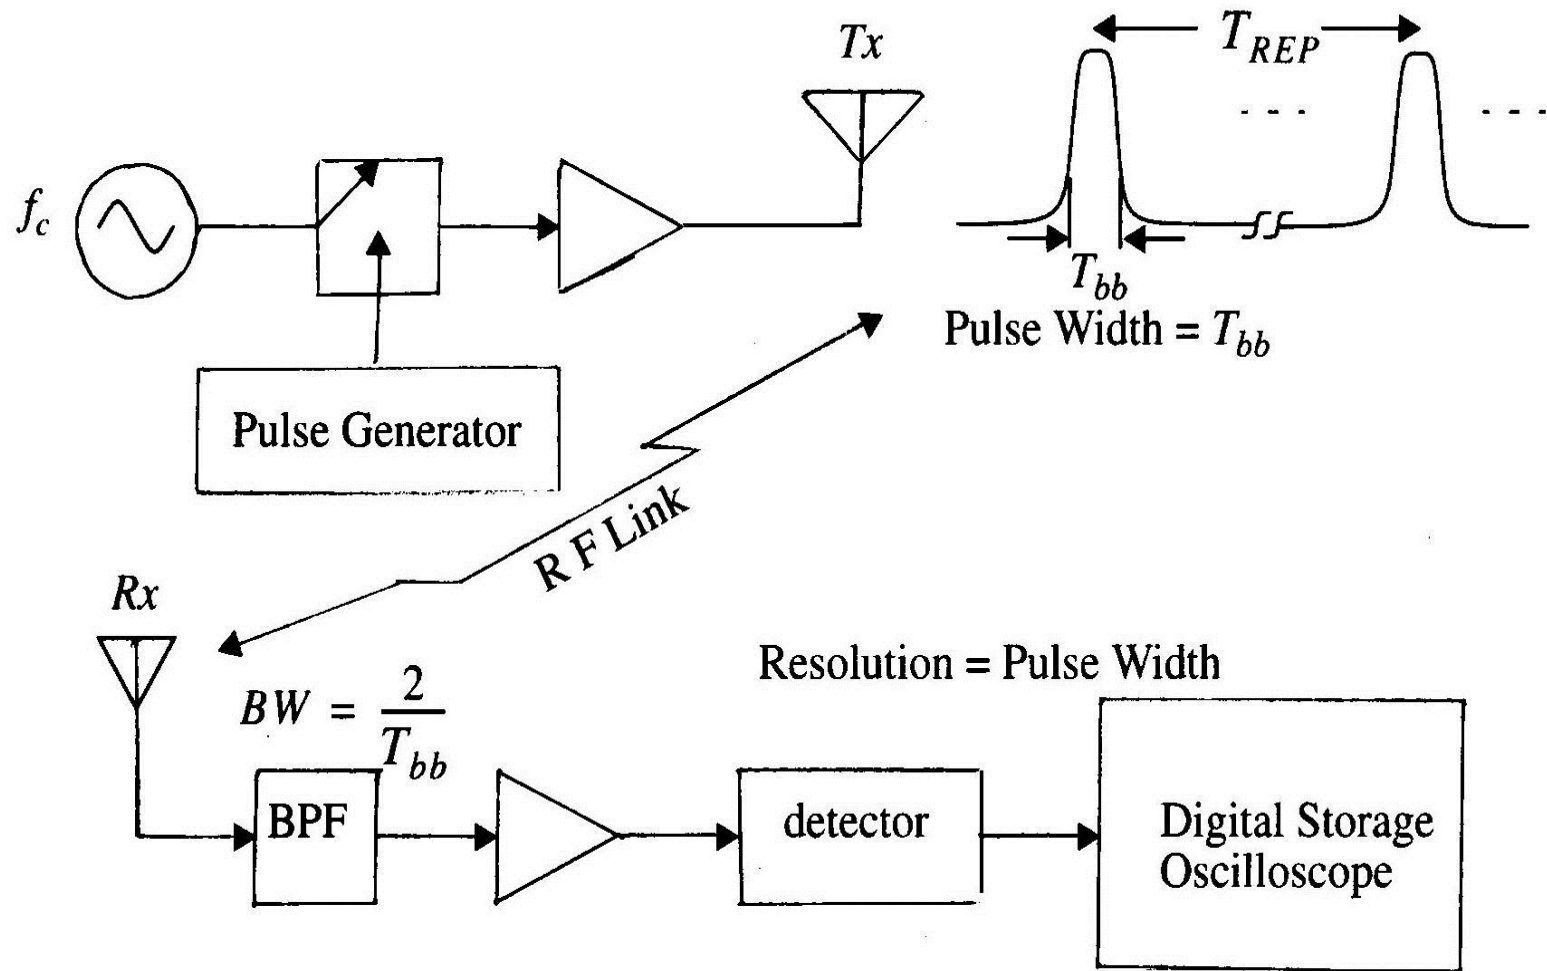 Tx
T_REP
f_c
T_bb
Pulse Width = T_bb
Pulse Generator
R F Link
Rx
BW = 2/T_bb
Resolution = Pulse Width
BPF
detector
Digital Storage
Oscilloscope